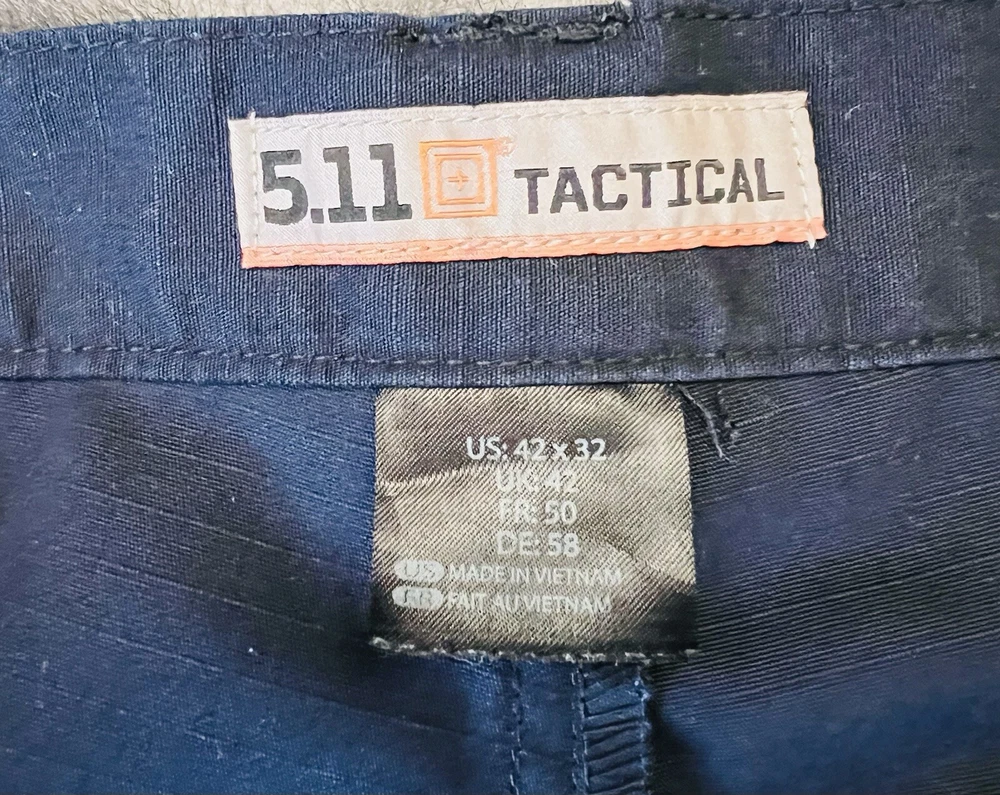 5.11 TACTICAL
US: 42 x 32
UK: 42
FR: 50
DE: 58
US MADE IN VIETNAM
FR FAIT AU VIETNAM